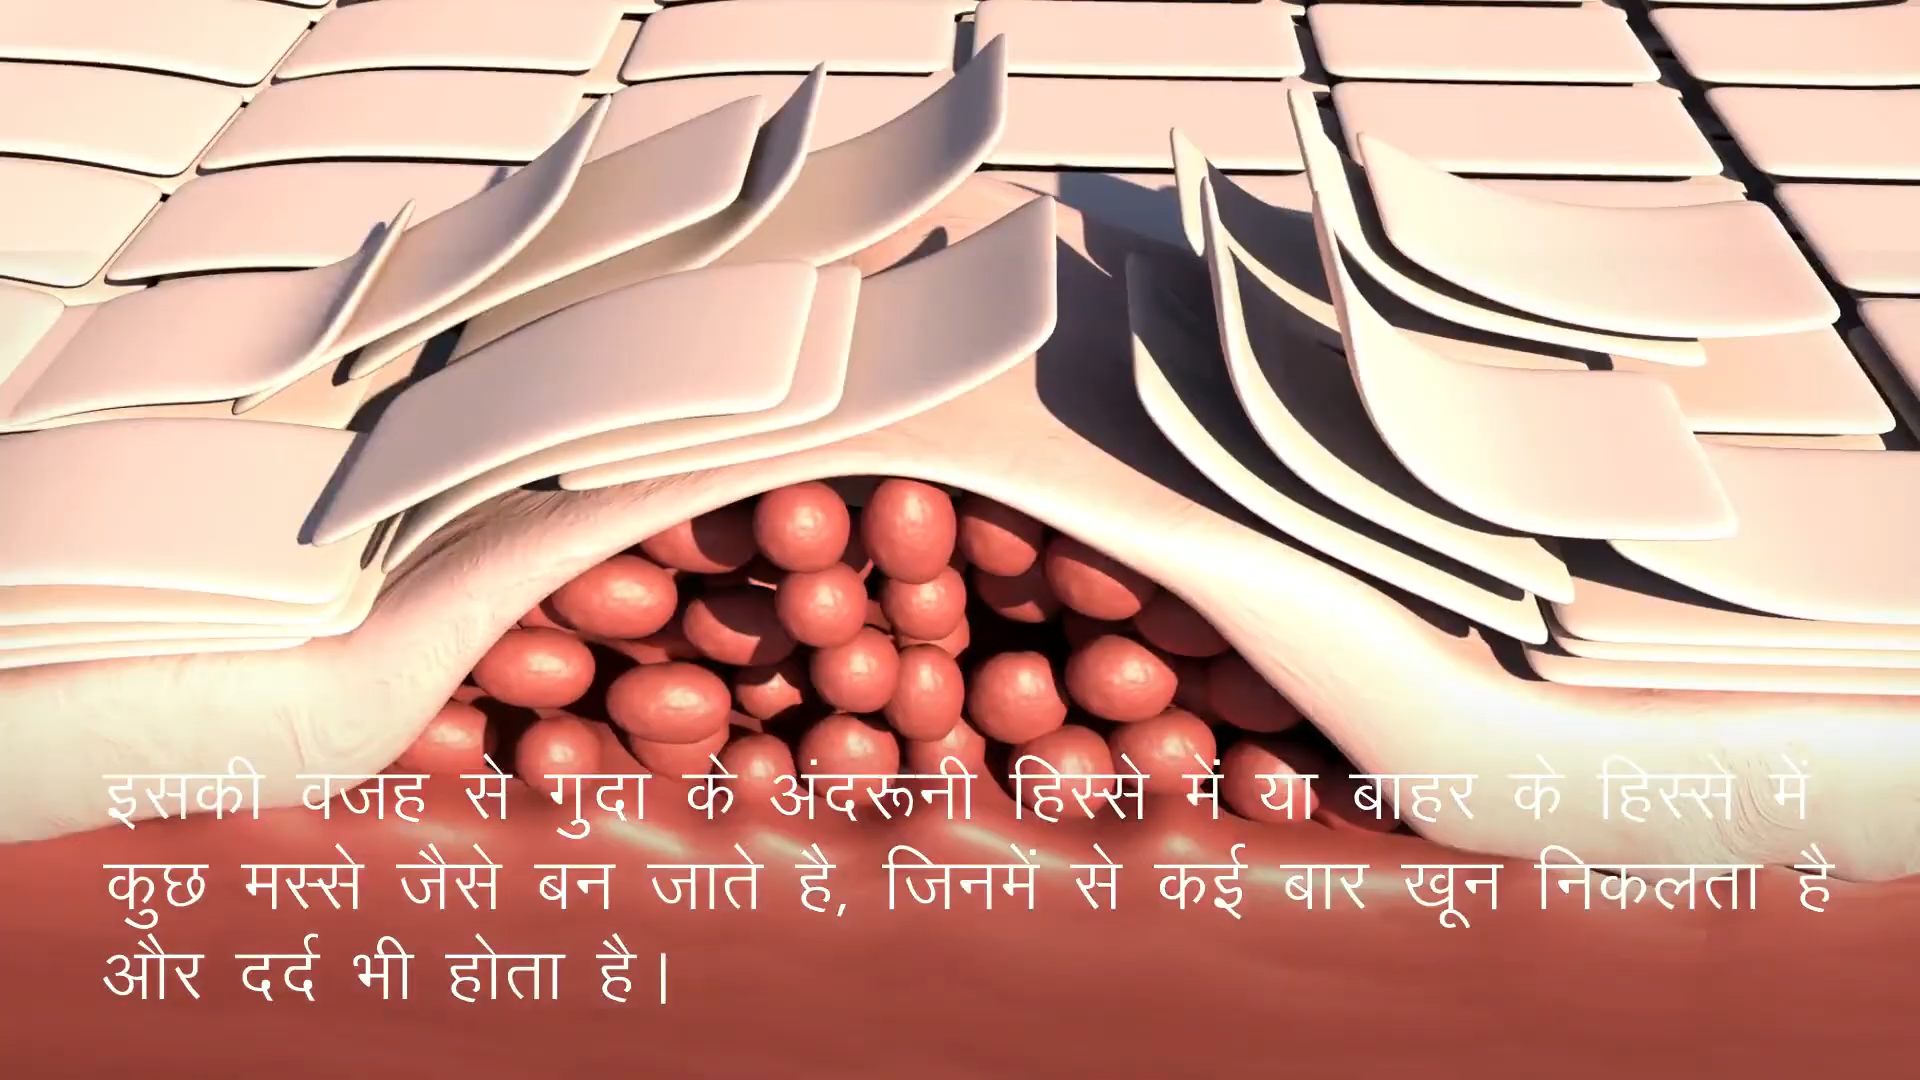 इसकी वजह से गुदा के अंदरूनी हिस्से में या बाहर के हिस्से में
कुछ मस्से जैसे बन जाते है, जिनमें से कई बार खून निकलता है
और दर्द भी होता है।